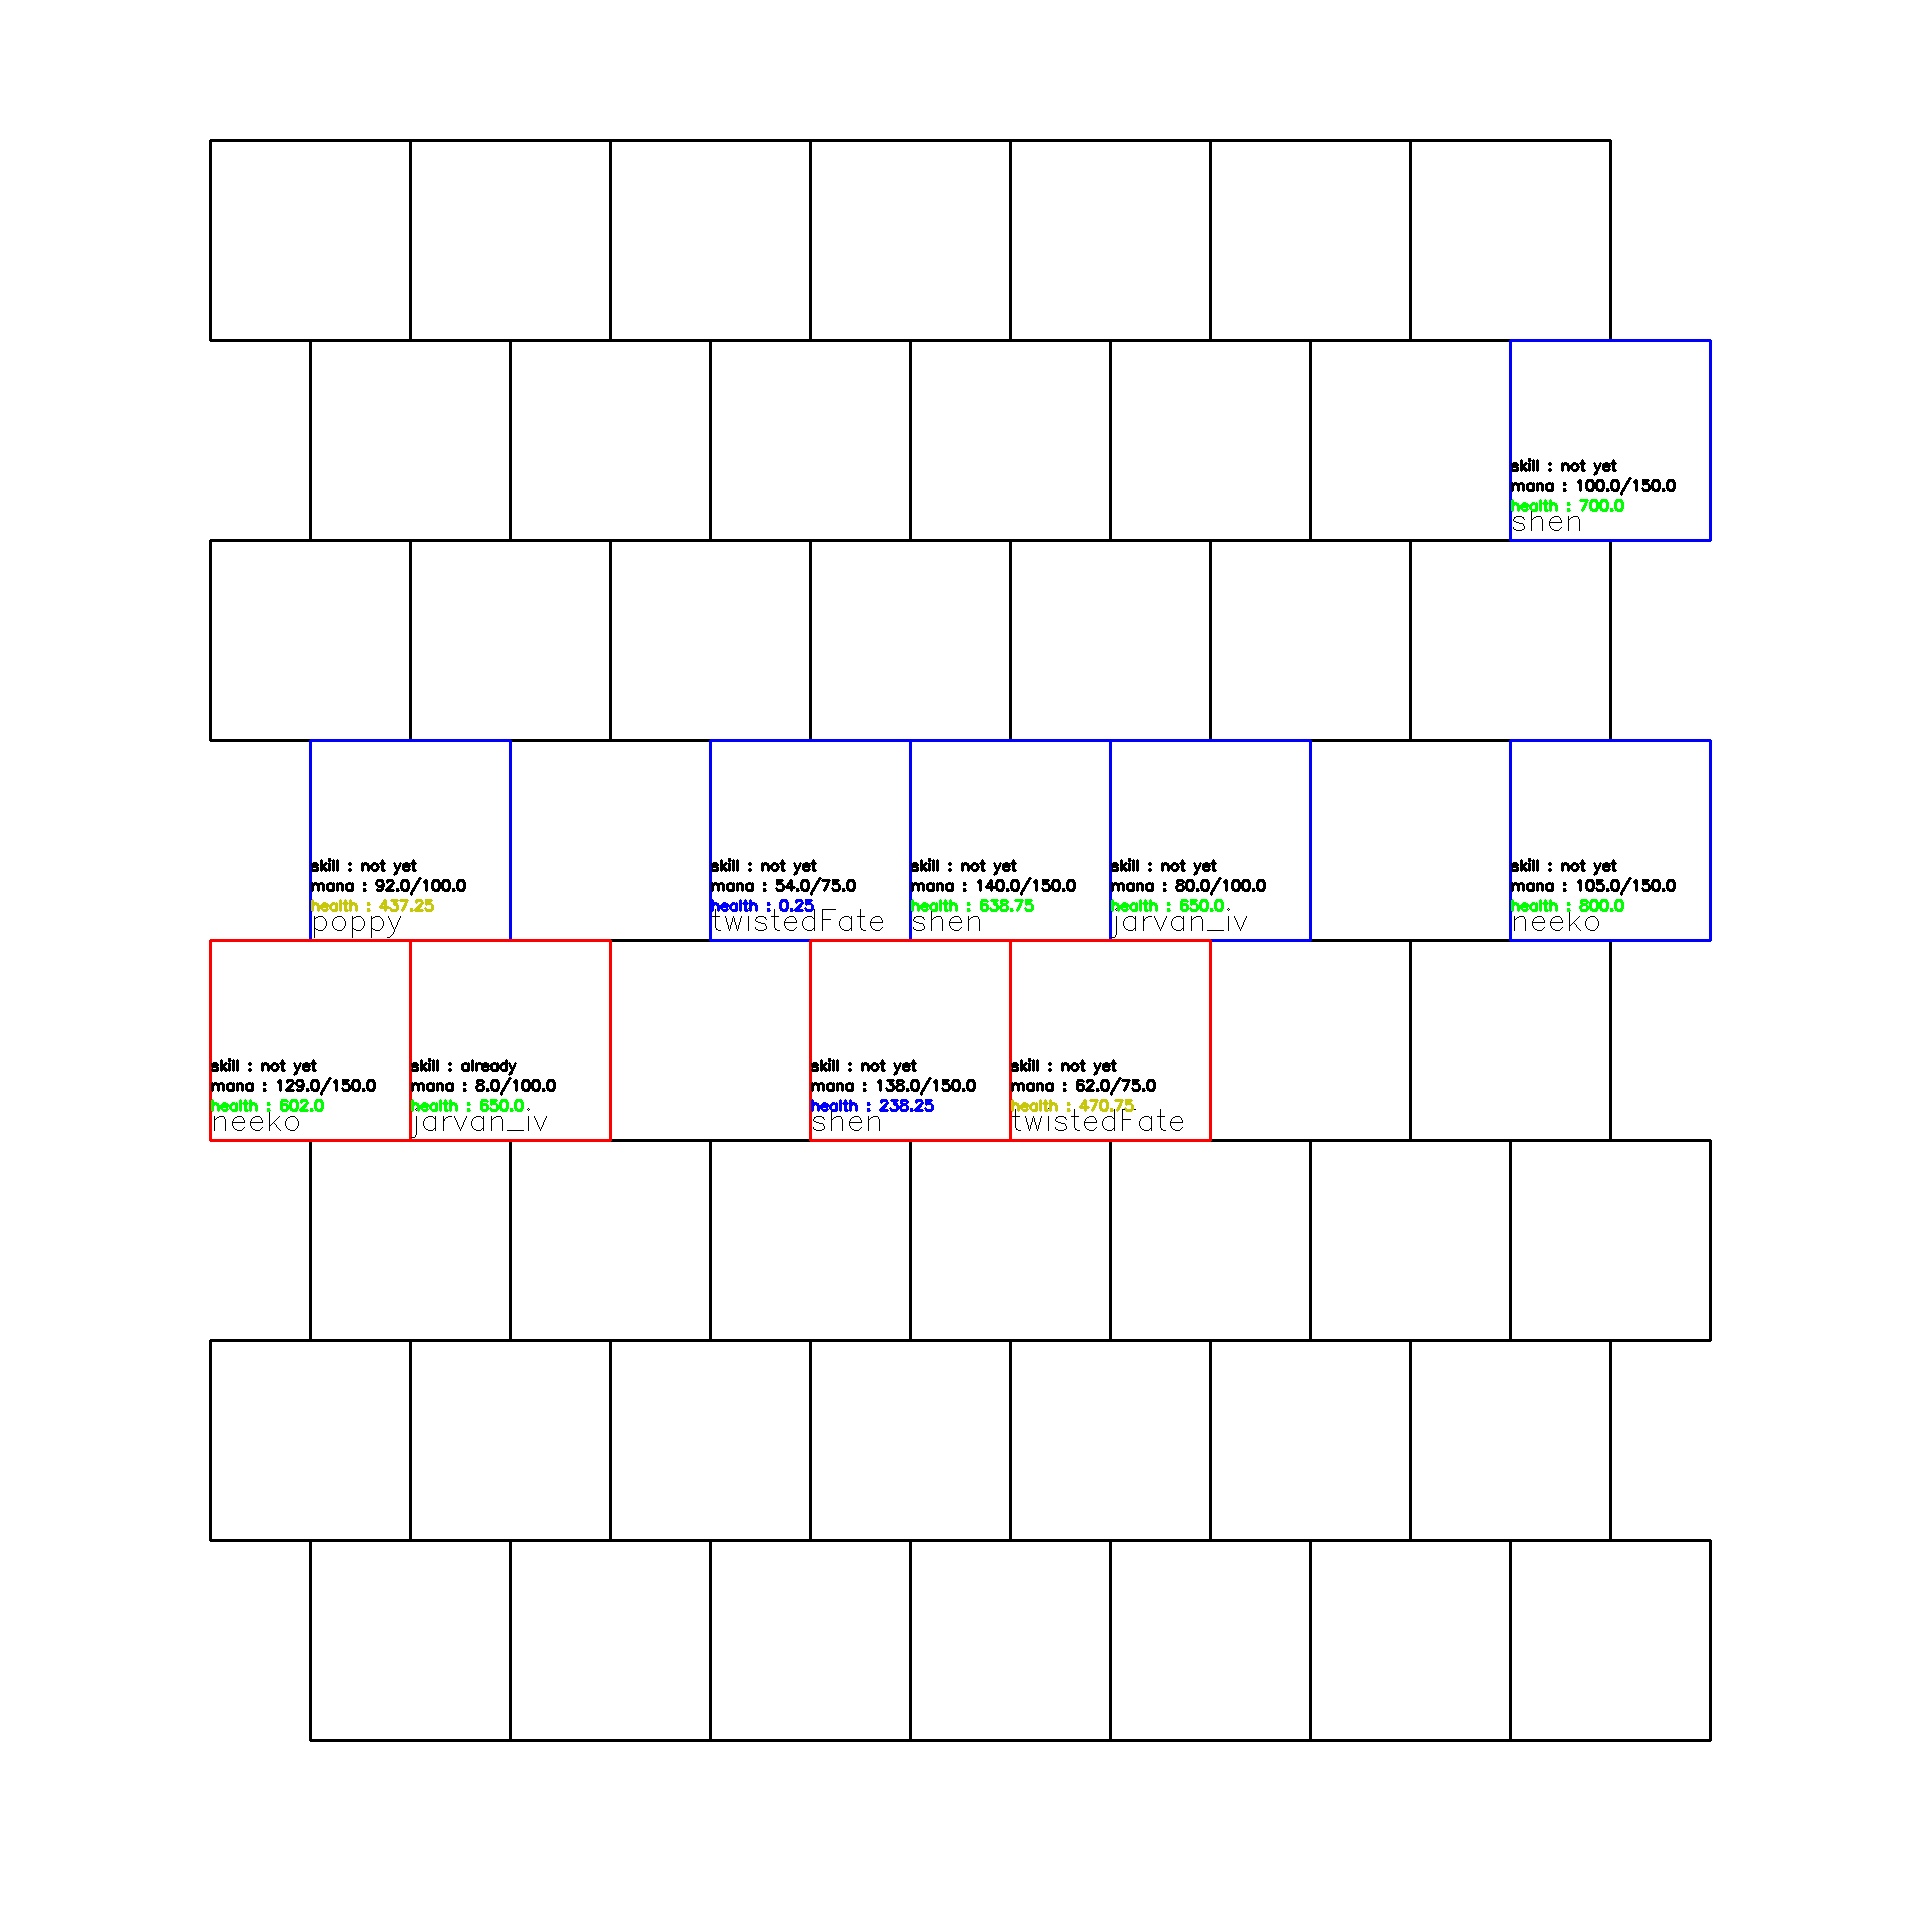 skill : not yet
mana : 100.0/150.0
health : 700.0
shen
skill : not yet
mana : 92.0/100.0
health : 437.25
poppy
skill : not yet
mana : 54.0/75.0
health : 0.25
twistedFate
skill : not yet
mana : 140.0/150.0
health : 638.75
shen
skill : not yet
mana : 80.0/100.0
health : 650.0
jarvan_iv
skill : not yet
mana : 105.0/150.0
health : 800.0
neeko
skill : not yet
mana : 129.0/150.0
health : 602.0
neeko
skill : already
mana : 8.0/100.0
health : 650.0
jarvan_iv
skill : not yet
mana : 138.0/150.0
health : 238.25
shen
skill : not yet
mana : 62.0/75.0
health : 470.75
twistedFate